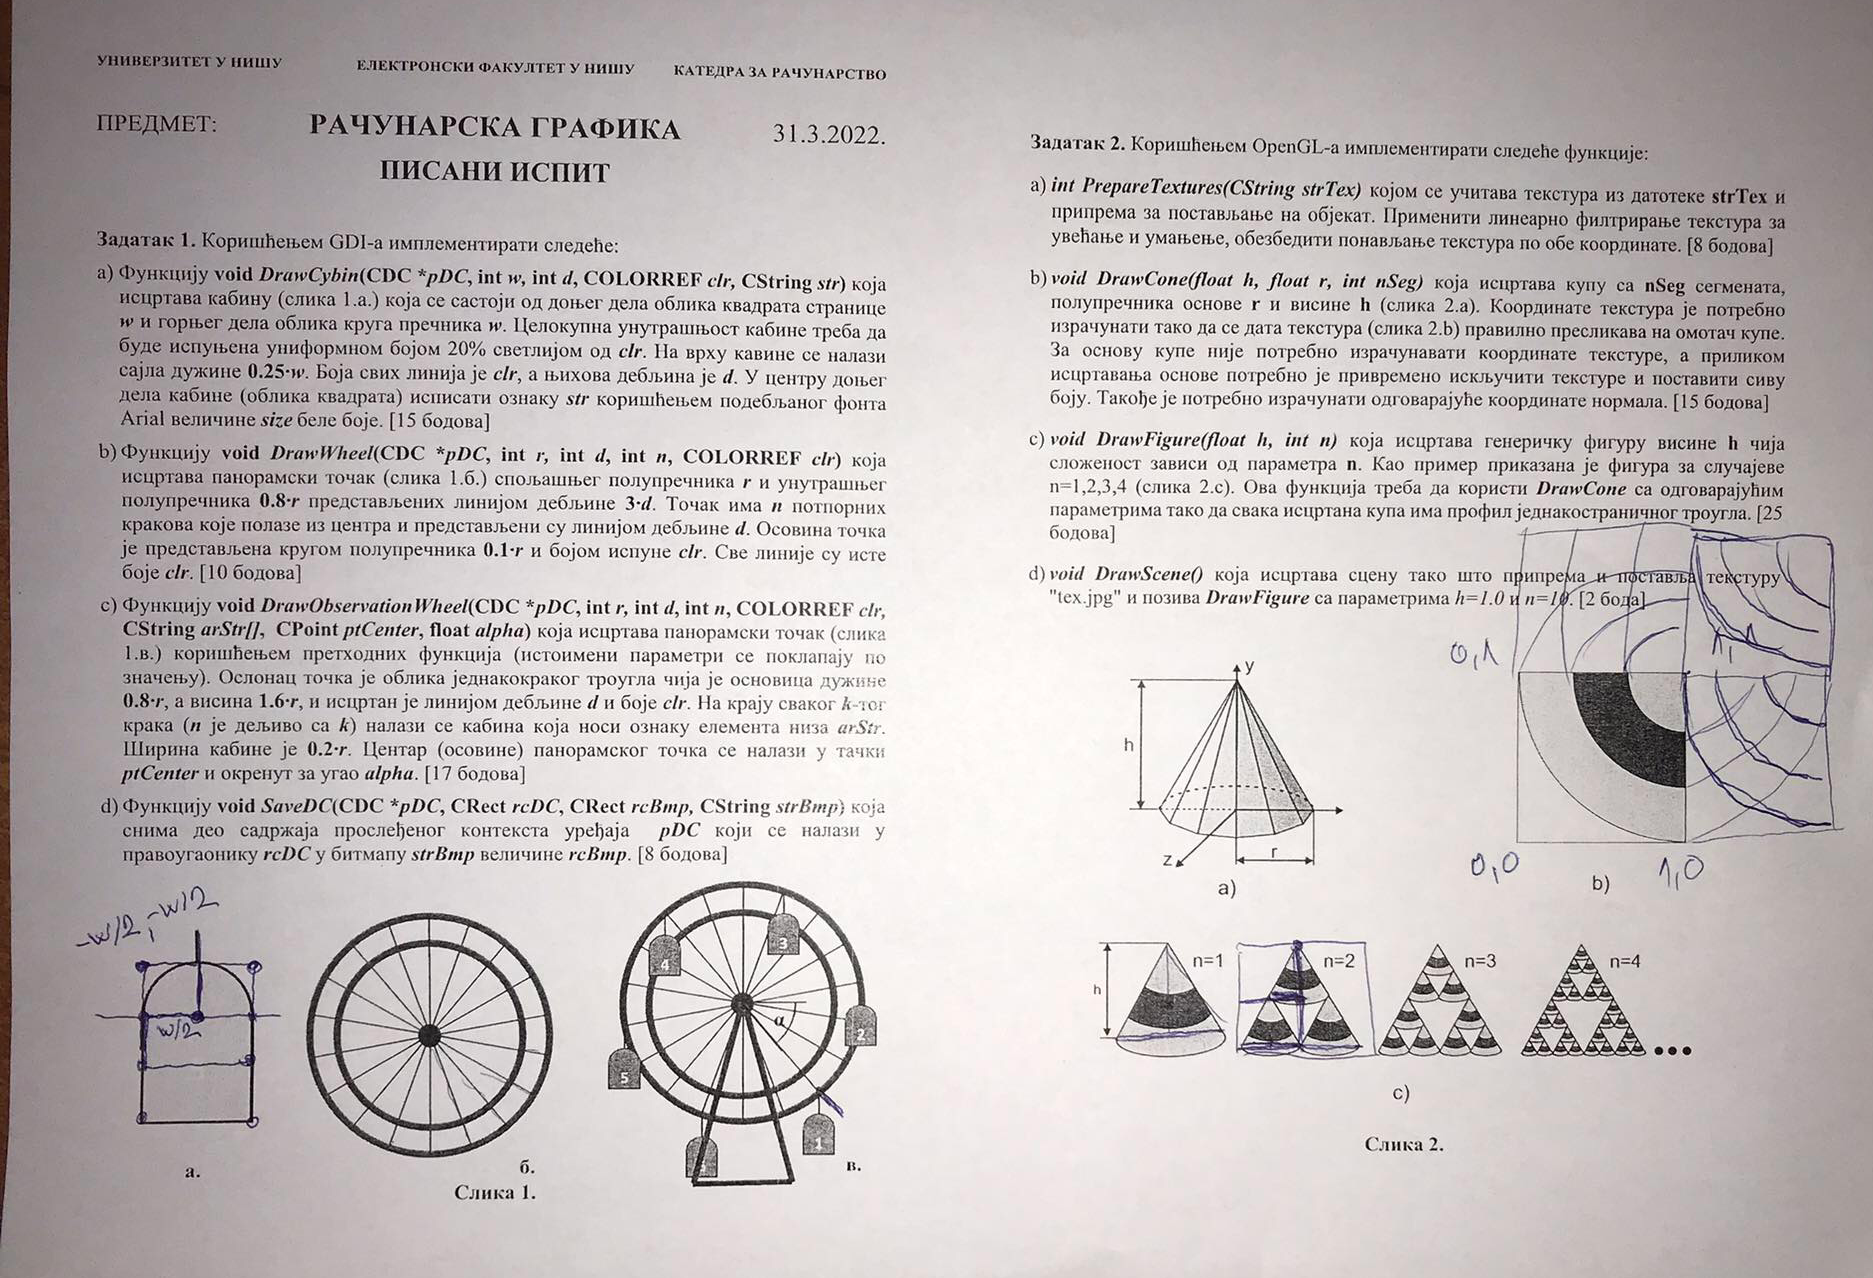 УНИВЕРЗИТЕТ У НИШУ ЕЛЕКТРОНСКИ ФАКУЛТЕТ У НИШУ КАТЕДРА ЗА РАЧУНАРСТВО
ПРЕДМЕТ: РАЧУНАРСКА ГРАФИКА 31.3.2022.
ПИСАНИ ИСПИТ
Задатак 1. Коришћењем GDI-а имплементирати следеће:
a) Функцију void DrawCybin(CDC *pDC, int w, int d, COLORREF clr, CString str) која
исцртава кабину (слика 1.а.) која се састоји од доњег дела облика квадрата странице
w и горњег дела облика круга пречника w. Целокупна унутрашњост кабине треба да
буде испуњена униформном бојом 20% светлијом од clr. На врху кавине се налази
сајла дужине 0.25·w. Боја свих линија је clr, а њихова дебљина је d. У центру доњег
дела кабине (облика квадрата) исписати ознаку str коришћењем подебљаног фонта
Arial величине size беле боје. [15 бодова]
b) Функцију void DrawWheel(CDC *pDC, int r, int d, int n, COLORREF clr) која
исцртава панорамски точак (слика 1.б.) спољашњег полупречника r и унутрашњег
полупречника 0.8·r представљених линијом дебљине 3·d. Точак има n потпорних
кракова које полазе из центра и представљени су линијом дебљине d. Осовина точка
је представљена кругом полупречника 0.1·r и бојом испуне clr. Све линије су исте
боје clr. [10 бодова]
c) Функцију void DrawObservationWheel(CDC *pDC, int r, int d, int n, COLORREF clr,
CString arStr[], CPoint ptCenter, float alpha) која исцртава панорамски точак (слика
1.в.) коришћењем претходних функција (истоимени параметри се поклапају по
значењу). Ослонац точка је облика једнакокраког троугла чија је основица дужине
0.8·r, а висина 1.6·r, и исцртан је линијом дебљине d и боје clr. На крају сваког k-тог
крака (n је дељиво са k) налази се кабина која носи ознаку елемента низа arStr.
Ширина кабине је 0.2·r. Центар (осовине) панорамског точка се налази у тачки
ptCenter и окренут за угао alpha. [17 бодова]
d) Функцију void SaveDC(CDC *pDC, CRect rcDC, CRect rcBmp, CString strBmp) која
снима део садржаја прослеђеног контекста уређаја pDC који се налази у
правоугаонику rcDC у битмапу strBmp величине rcBmp. [8 бодова]
-w/2, -w/2
w/2
4
3
α
2
5
1
а.
б.
в.
Слика 1.
Задатак 2. Коришћењем OpenGL-а имплементирати следеће функције:
a) int PrepareTextures(CString strTex) којом се учитава текстура из датотеке strTex и
припрема за постављање на објекат. Применити линеарно филтрирање текстура за
увећање и умањење, обезбедити понављање текстура по обе координате. [8 бодова]
b) void DrawCone(float h, float r, int nSeg) која исцртава купу са nSeg сегмената,
полупречника основе r и висине h (слика 2.a). Координате текстура је потребно
израчунати тако да се дата текстура (слика 2.b) правилно пресликава на омотач купе.
За основу купе није потребно израчунавати координате текстуре, а приликом
исцртавања основе потребно је привремено искључити текстуре и поставити сиву
боју. Такође је потребно израчунати одговарајуће координате нормала. [15 бодова]
c) void DrawFigure(float h, int n) која исцртава генеричку фигуру висине h чија
сложеност зависи од параметра n. Као пример приказана је фигура за случајеве
n=1,2,3,4 (слика 2.c). Ова функција треба да користи DrawCone са одговарајућим
параметрима тако да свака исцртана купа има профил једнакостраничног троугла. [25
бодова]
d) void DrawScene() која исцртава сцену тако што припрема и поставља текстуру
"tex.jpg" и позива DrawFigure са параметрима h=1.0 и n=10. [2 бода]
0,1
1,1
y
h
z
r
a)
0,0
1,0
b)
h
n=1
n=2
n=3
n=4
c)
Слика 2.